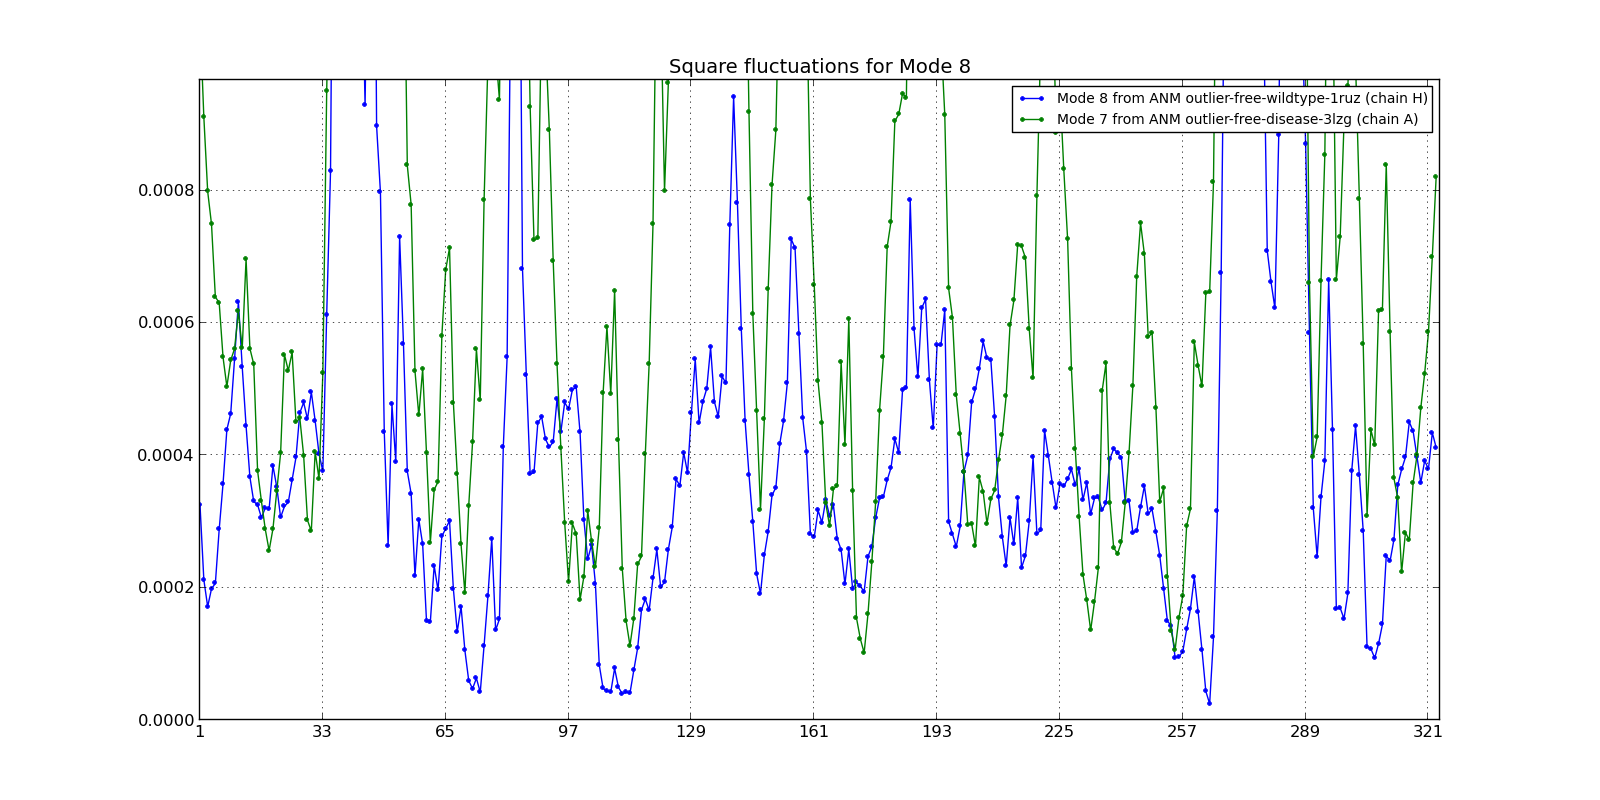 Square fluctuations for Mode 8
Mode 8 from ANM outlier-free-wildtype-1ruz (chain H)
Mode 7 from ANM outlier-free-disease-3lzg (chain A)
0.0008
0.0006
0.0004
0.0002
0.0000
1 33 65 97 129 161 193 225 257 289 321